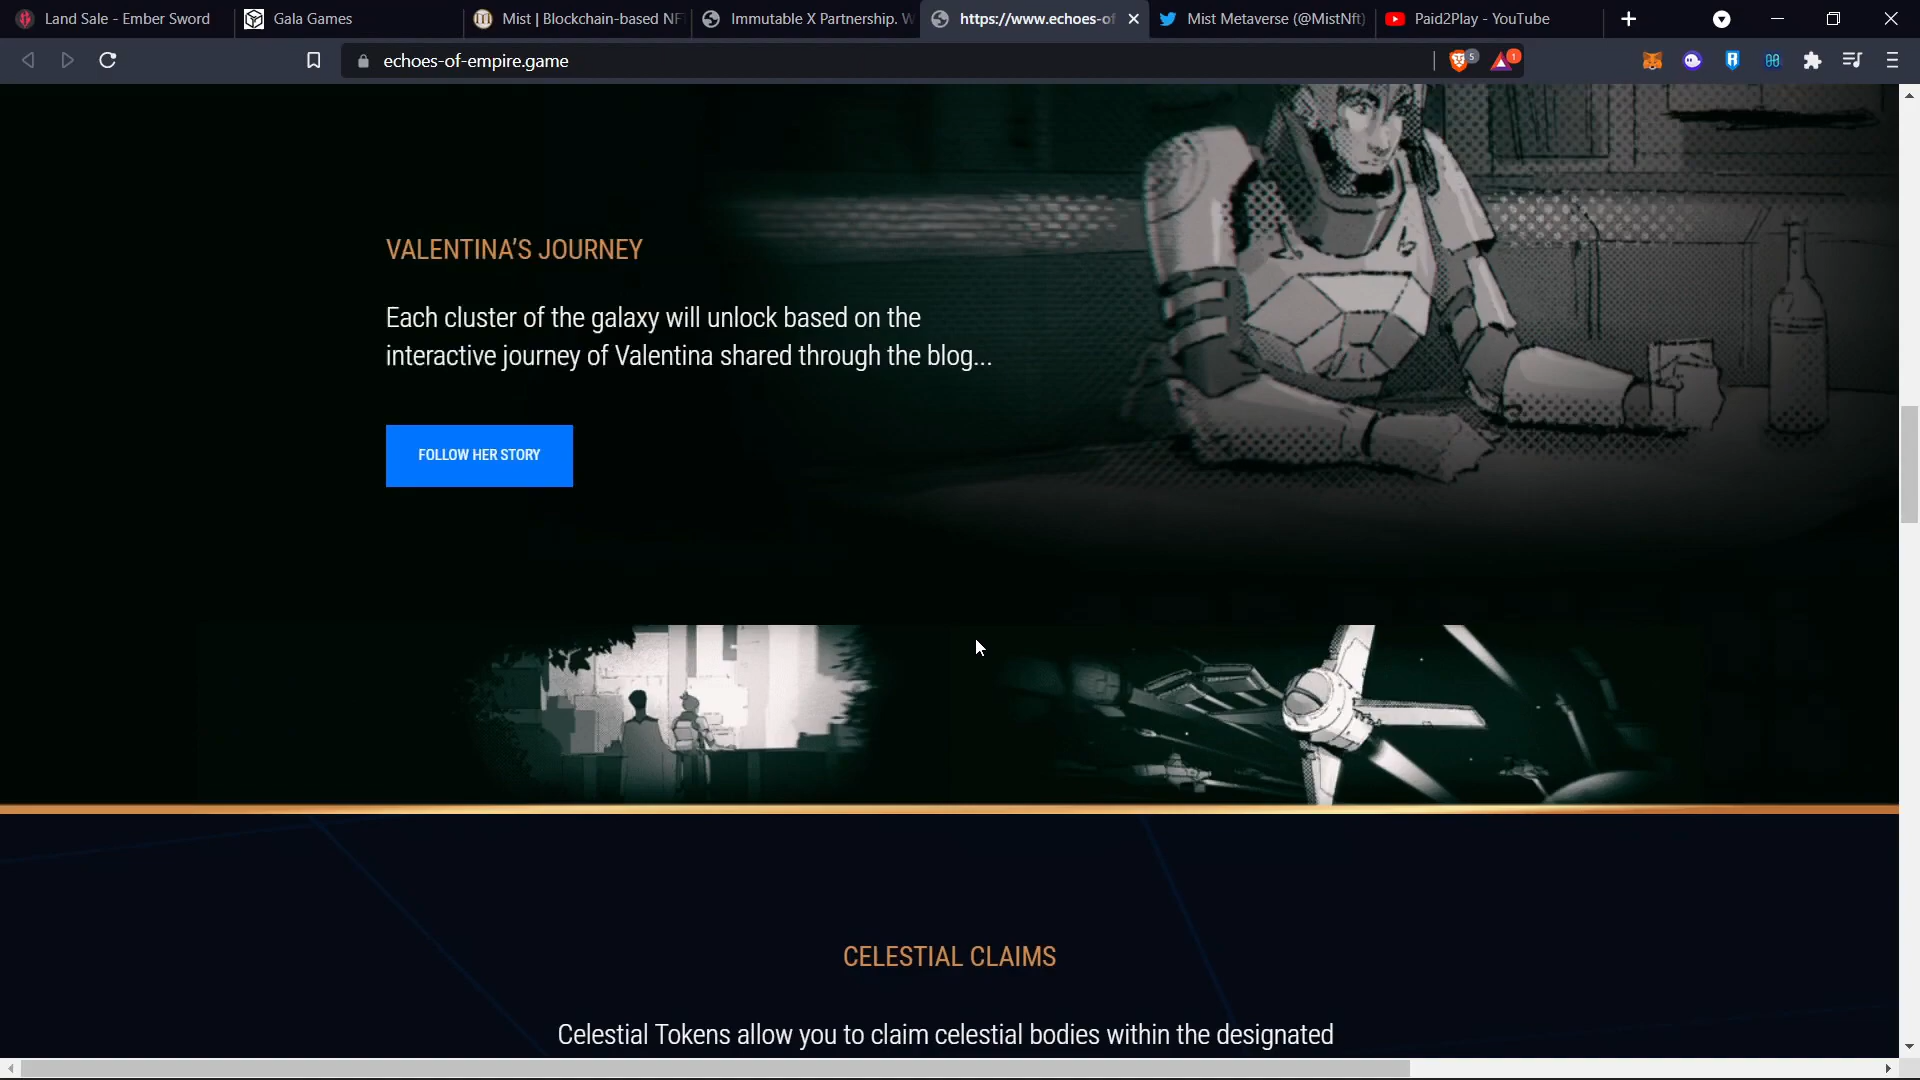 Land Sale - Ember Sword
Gala Games
Mist | Blockchain-based NF
Immutable X Partnership. W
https://www.echoes-of
Mist Metaverse (@MistNft)
Paid2Play - YouTube
echoes-of-empire.game
5
1
VALENTINA'S JOURNEY
Each cluster of the galaxy will unlock based on the
interactive journey of Valentina shared through the blog...
FOLLOW HER STORY
CELESTIAL CLAIMS
Celestial Tokens allow you to claim celestial bodies within the designated